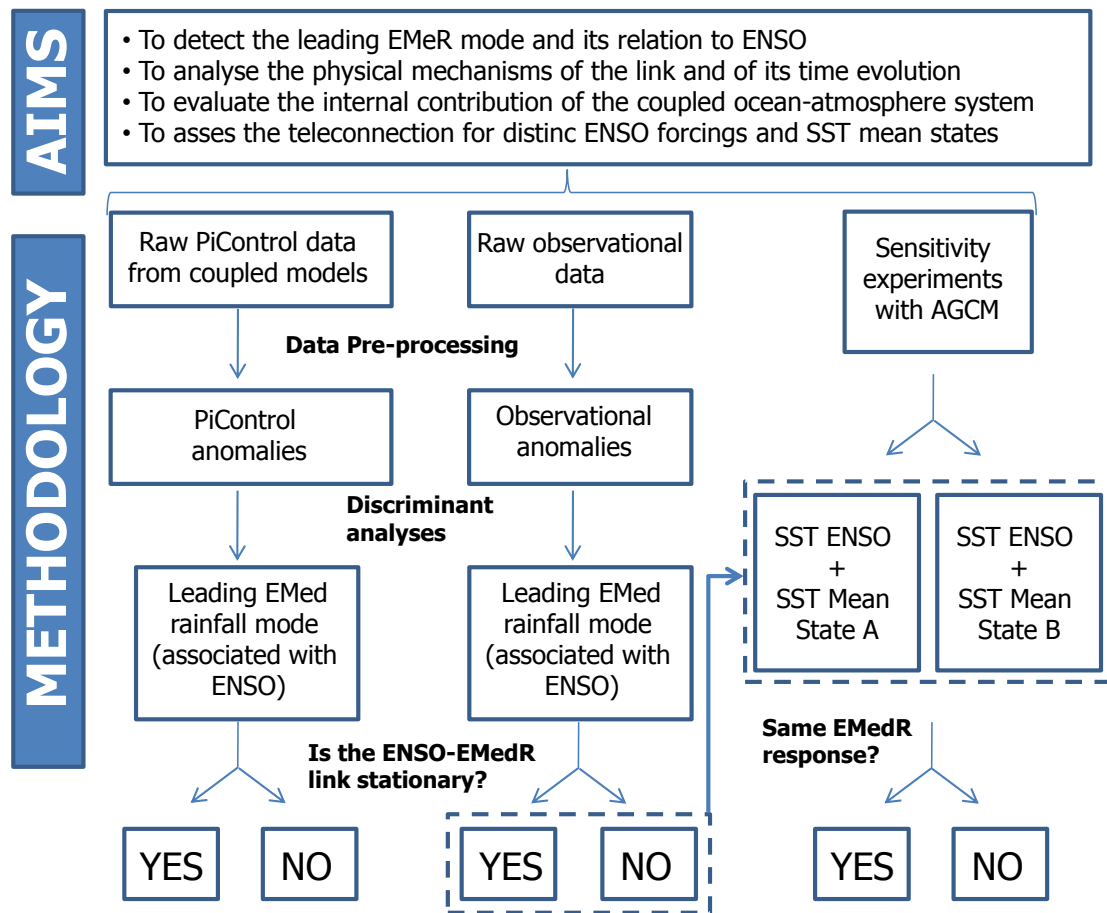 AIMS
• To detect the leading EMeR mode and its relation to ENSO
• To analyse the physical mechanisms of the link and of its time evolution
• To evaluate the internal contribution of the coupled ocean-atmosphere system
• To asses the teleconnection for distinc ENSO forcings and SST mean states
METHODOLOGY
Raw PiControl data
from coupled models
Raw observational
data
Sensitivity
experiments
with AGCM
Data Pre-processing
PiControl
anomalies
Observational
anomalies
Discriminant
analyses
SST ENSO
+
SST Mean
State A
SST ENSO
+
SST Mean
State B
Leading EMed
rainfall mode
(associated with
ENSO)
Leading EMed
rainfall mode
(associated with
ENSO)
Is the ENSO-EMedR
link stationary?
Same EMedR
response?
YES
NO
YES
NO
YES
NO